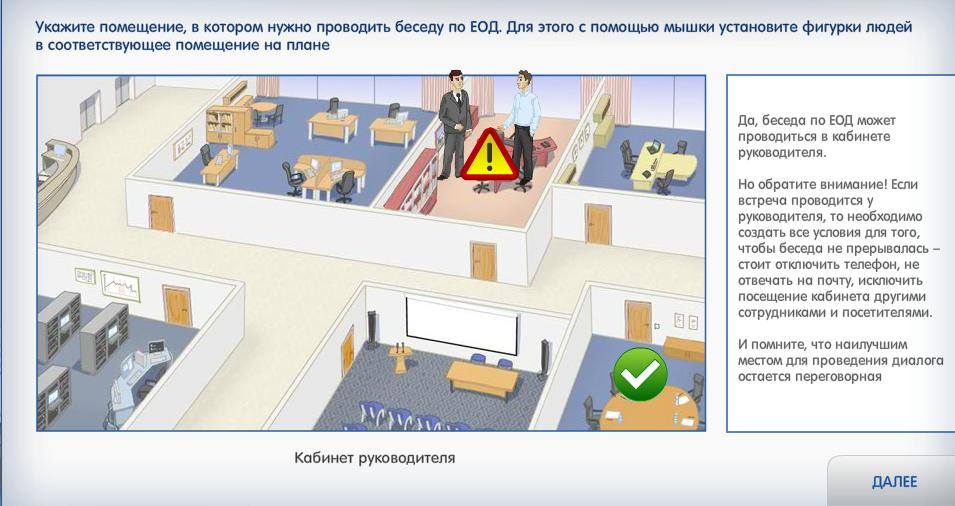 Укажите помещение, в котором нужно проводить беседу по ЕОД. Для этого с помощью мышки установите фигурки людей
в соответствующее помещение на плане
Да, беседа по ЕОД может
проводиться в кабинете
руководителя.
Но обратите внимание! Если
встреча проводится у
руководителя, то необходимо
создать все условия для того,
чтобы беседа не прерывалась –
стоит отключить телефон, не
отвечать на почту, исключить
посещение кабинета другими
сотрудниками и посетителями.
И помните, что наилучшим
местом для проведения диалога
остается переговорная
Кабинет руководителя
ДАЛЕЕ